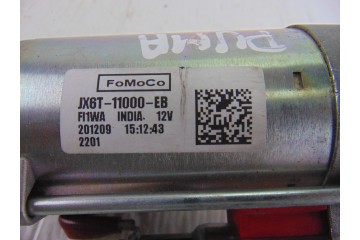 PUMA
FoMoCo
JX6T-11000-EB
FI1WA INDIA 12V
201209 15:12:43
2201